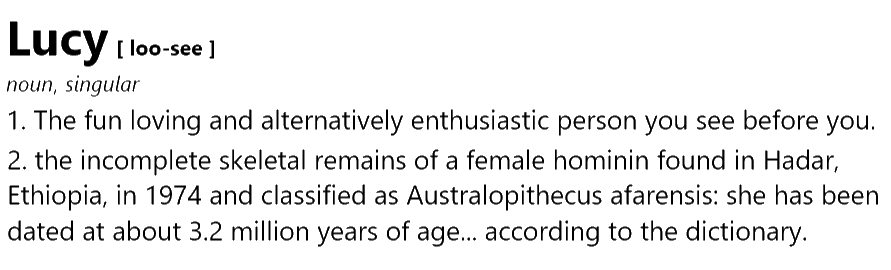 Lucy [ loo-see ]
noun, singular
1. The fun loving and alternatively enthusiastic person you see before you.
2. the incomplete skeletal remains of a female hominin found in Hadar,
Ethiopia, in 1974 and classified as Australopithecus afarensis: she has been
dated at about 3.2 million years of age... according to the dictionary.